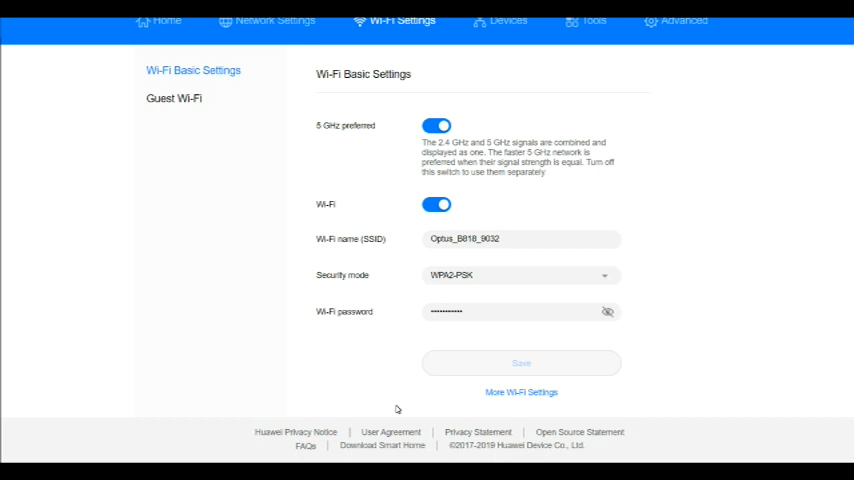 Home Network Settings Wi-Fi Settings Devices Tools Advanced
Wi-Fi Basic Settings
Guest Wi-Fi
Wi-Fi Basic Settings
5 GHz preferred
The 2.4 GHz and 5 GHz signals are combined and
displayed as one. The faster 5 GHz network is
preferred when their signal strength is equal. Turn off
this switch to use them separately
Wi-Fi
Wi-Fi name (SSID) Optus_B818_9032
Security mode WPA2-PSK
Wi-Fi password •••••••••••
Save
More Wi-Fi Settings
Huawei Privacy Notice | User Agreement | Privacy Statement | Open Source Statement
FAQs | Download Smart Home | ©2017-2019 Huawei Device Co., Ltd.